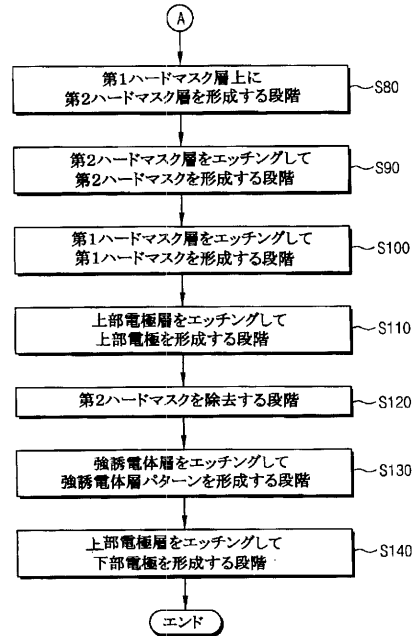 A
第1ハードマスク層上に
第2ハードマスク層を形成する段階
S80
第2ハードマスク層をエッチングして
第2ハードマスクを形成する段階
S90
第1ハードマスク層をエッチングして
第1ハードマスクを形成する段階
S100
上部電極層をエッチングして
上部電極を形成する段階
S110
第2ハードマスクを除去する段階
S120
強誘電体層をエッチングして
強誘電体層パターンを形成する段階
S130
上部電極層をエッチングして
下部電極を形成する段階
S140
エンド